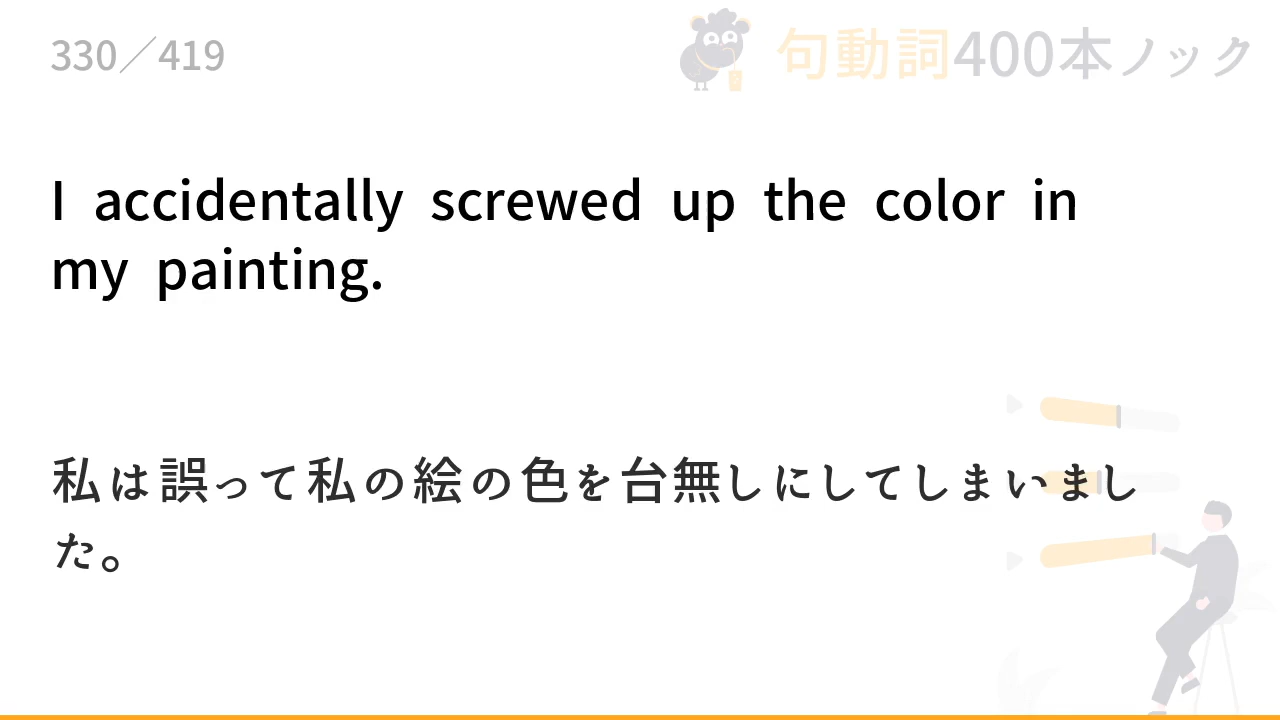 330／419
句動詞400本ノック
I accidentally screwed up the color in
my painting.
私は誤って私の絵の色を台無しにしてしまいまし
た。